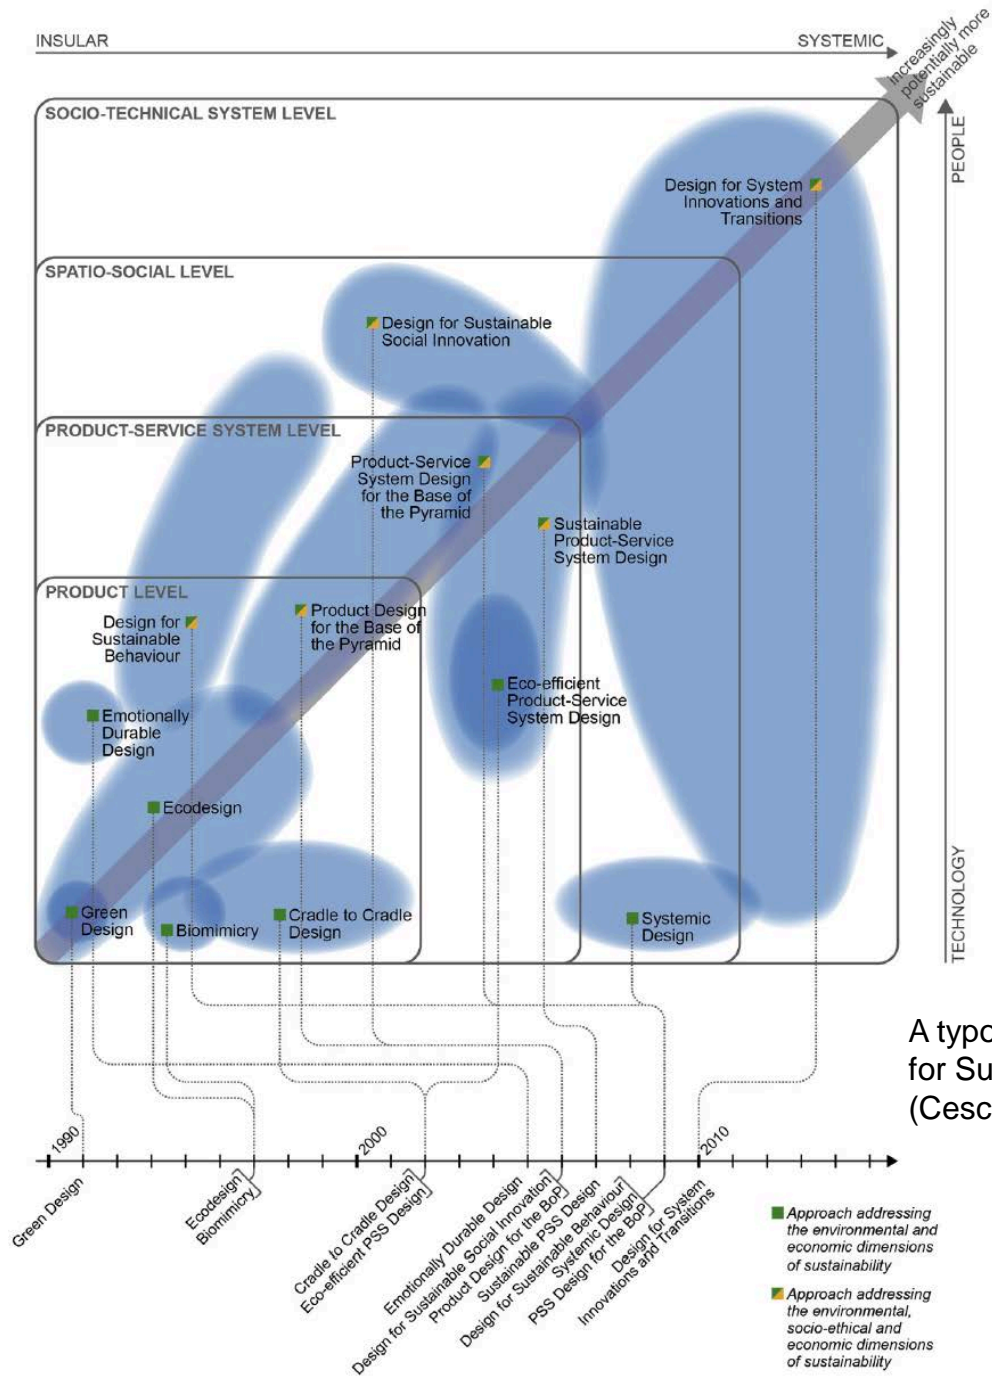 INSULAR
SYSTEMIC
Increasingly
potentially more
sustainable
PEOPLE
SOCIO-TECHNICAL SYSTEM LEVEL
Design for System
Innovations and
Transitions
SPATIO-SOCIAL LEVEL
Design for Sustainable
Social Innovation
PRODUCT-SERVICE SYSTEM LEVEL
Product-Service
System Design
for the Base of
the Pyramid
Sustainable
Product-Service
System Design
PRODUCT LEVEL
Design for
Sustainable
Behaviour
Product Design
for the Base of
the Pyramid
Eco-efficient
Product-Service
System Design
Emotionally
Durable
Design
Ecodesign
Green
Design
Biomimicry
Cradle to Cradle
Design
Systemic
Design
TECHNOLOGY
A typo
for Su
(Cesc
1990
2000
2010
Green Design
Ecodesign
Biomimicry
Cradle to Cradle Design
Eco-efficient PSS Design
Emotionally Durable Design
Design for Sustainable Social Innovation
Product Design for the BoP
Sustainable PSS Design
Design for Sustainable Behaviour
Systemic Design
PSS Design for the BoP
Design for System
Innovations and Transitions
Approach addressing
the environmental and
economic dimensions
of sustainability
Approach addressing
the environmental,
socio-ethical and
economic dimensions
of sustainability